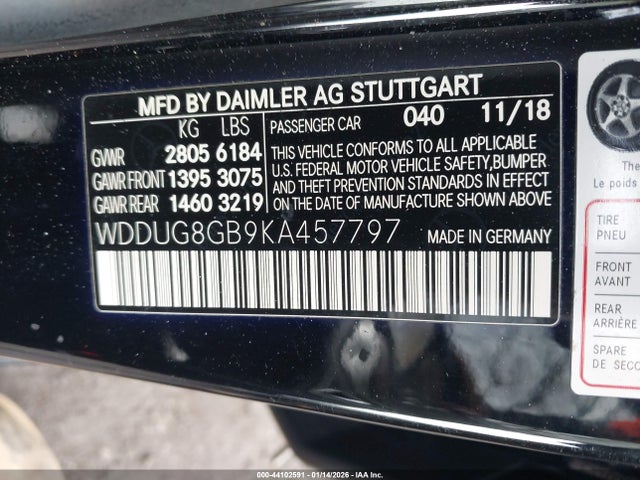 MFD BY DAIMLER AG STUTTGART
KG LBS
GVWR 2805 6184
GAWR FRONT 1395 3075
GAWR REAR 1460 3219
PASSENGER CAR 040 11/18
THIS VEHICLE CONFORMS TO ALL APPLICABLE
U.S. FEDERAL MOTOR VEHICLE SAFETY, BUMPER
AND THEFT PREVENTION STANDARDS IN EFFECT
ON THE DATE OF MANUFACTURE SHOWN ABOVE
WDDUG8GB9KA457797 MADE IN GERMANY
The
Le poids
TIRE
PNEU
FRONT
AVANT
REAR
ARRIÈRE
SPARE
DE SECO
000-44102591 - 01/14/2026 - IAA Inc.